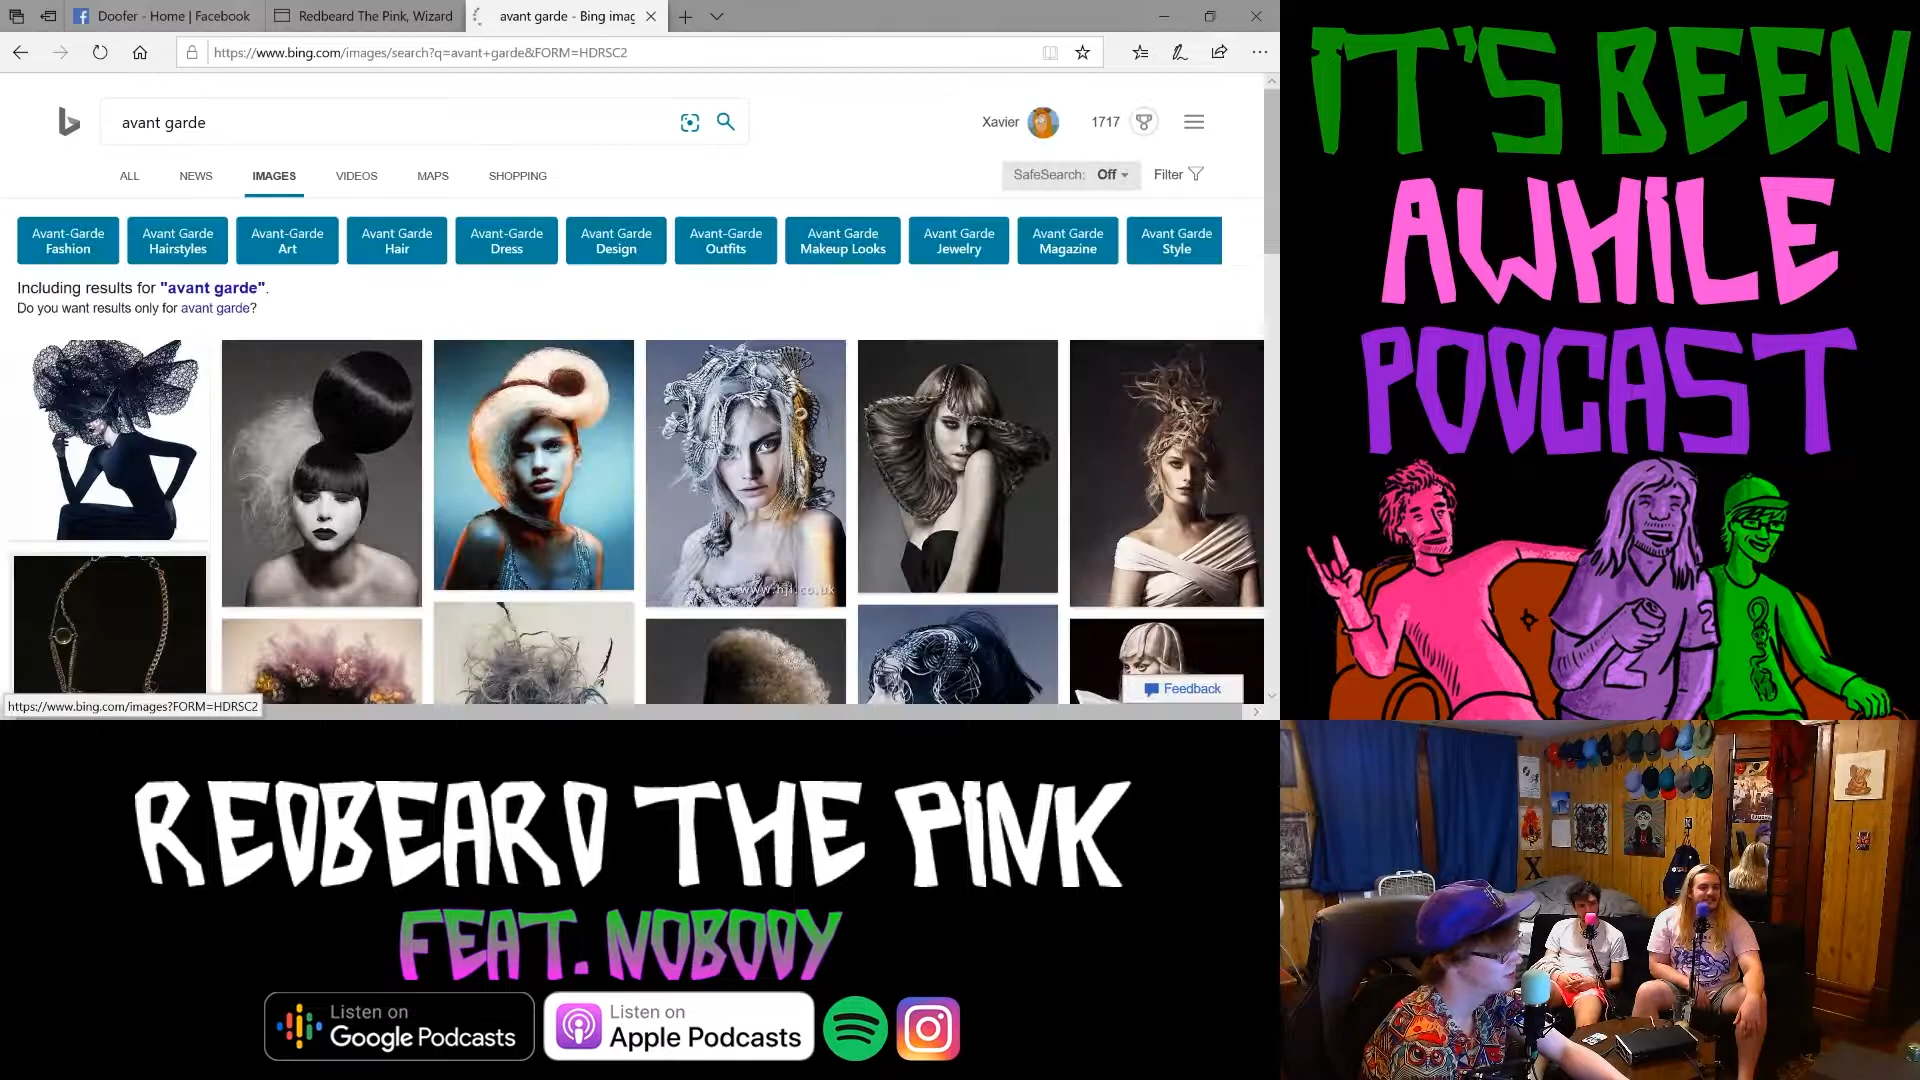 Doofer - Home | Facebook
Redbeard The Pink, Wizard
avant garde - Bing imag
https://www.bing.com/images/search?q=avant+garde&FORM=HDRSC2
avant garde
Xavier
1717
ALL
NEWS
IMAGES
VIDEOS
MAPS
SHOPPING
SafeSearch: Off
Filter
Avant-Garde Fashion
Avant Garde Hairstyles
Avant-Garde Art
Avant Garde Hair
Avant-Garde Dress
Avant Garde Design
Avant-Garde Outfits
Avant Garde Makeup Looks
Avant Garde Jewelry
Avant Garde Magazine
Avant Garde Style
Including results for "avant garde".
Do you want results only for avant garde?
www.hji.co.uk
Feedback
https://www.bing.com/images?FORM=HDRSC2
IT'S BEEN
AWHILE
PODCAST
REDBEARD THE PINK
FEAT. NOBODY
Listen on
Google Podcasts
Listen on
Apple Podcasts
X